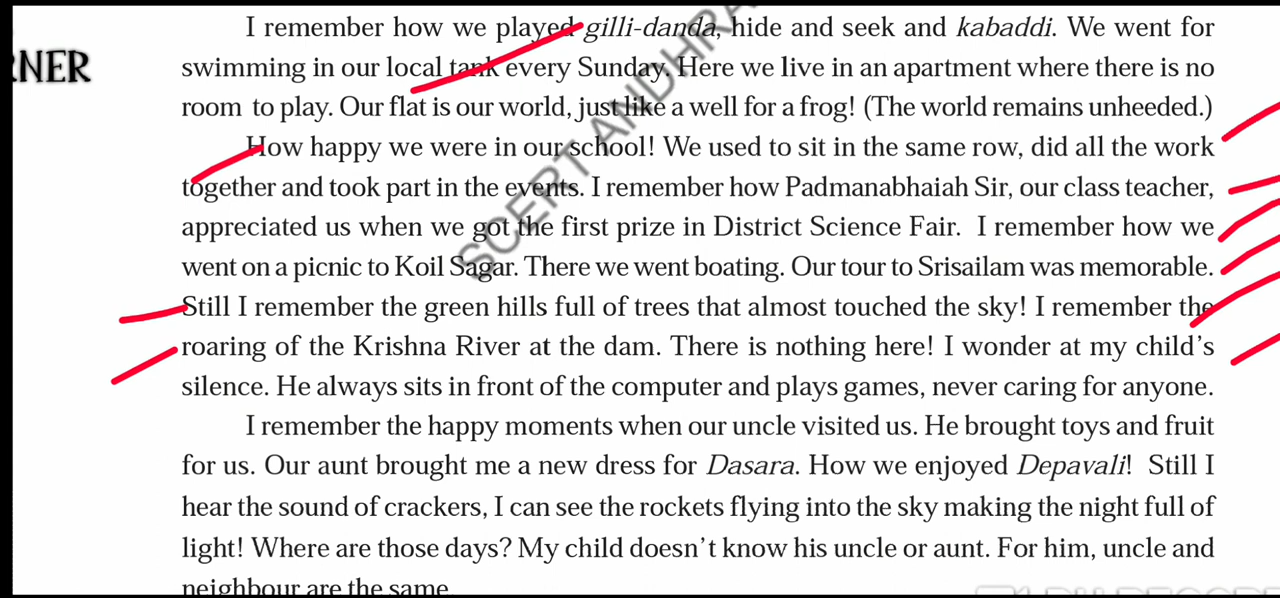 I remember how we played gilli-danda, hide and seek and kabaddi. We went for
RNER
swimming in our local tank every Sunday. Here we live in an apartment where there is no
room to play. Our flat is our world, just like a well for a frog! (The world remains unheeded.)
How happy we were in our school! We used to sit in the same row, did all the work
together and took part in the events. I remember how Padmanabhaiah Sir, our class teacher,
appreciated us when we got the first prize in District Science Fair. I remember how we
went on a picnic to Koil Sagar. There we went boating. Our tour to Srisailam was memorable.
Still I remember the green hills full of trees that almost touched the sky! I remember the
roaring of the Krishna River at the dam. There is nothing here! I wonder at my child's
silence. He always sits in front of the computer and plays games, never caring for anyone.
I remember the happy moments when our uncle visited us. He brought toys and fruit
for us. Our aunt brought me a new dress for Dasara. How we enjoyed Depavali! Still I
hear the sound of crackers, I can see the rockets flying into the sky making the night full of
light! Where are those days? My child doesn't know his uncle or aunt. For him, uncle and
neighbour are the same
SCERT ANDHRA